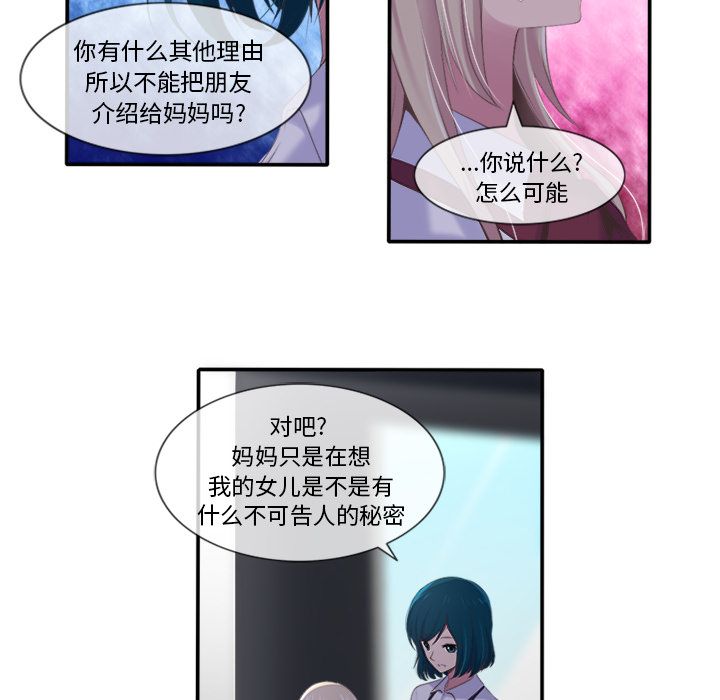 你有什么其他理由
所以不能把朋友
介绍给妈妈吗?
...你说什么?
怎么可能
对吧?
妈妈只是在想
我的女儿是不是有
什么不可告人的秘密